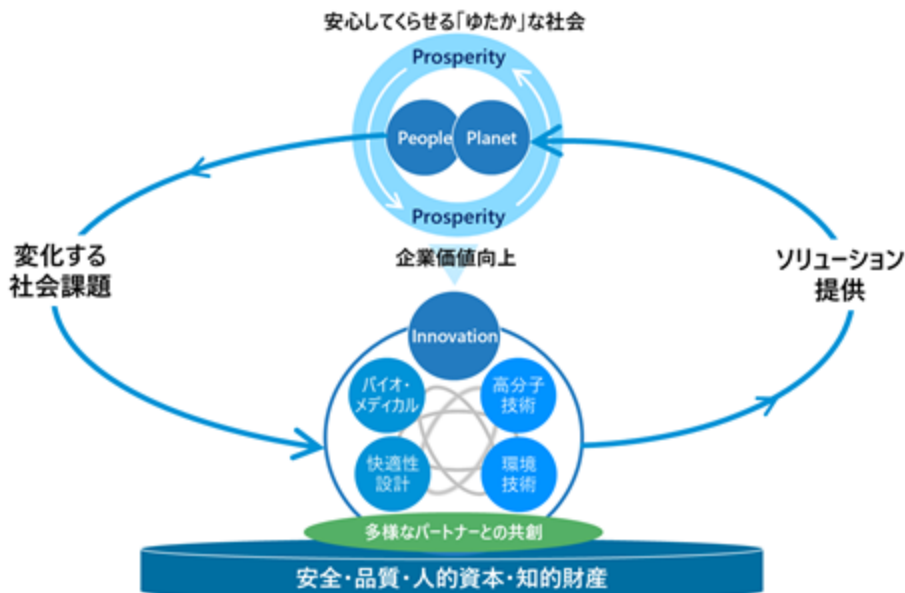 安心してくらせる「ゆたか」な社会
Prosperity
People
Planet
Prosperity
企業価値向上
変化する
社会課題
ソリューション
提供
Innovation
バイオ・
メディカル
高分子
技術
快適性
設計
環境
技術
多様なパートナーとの共創
安全・品質・人的資本・知的財産